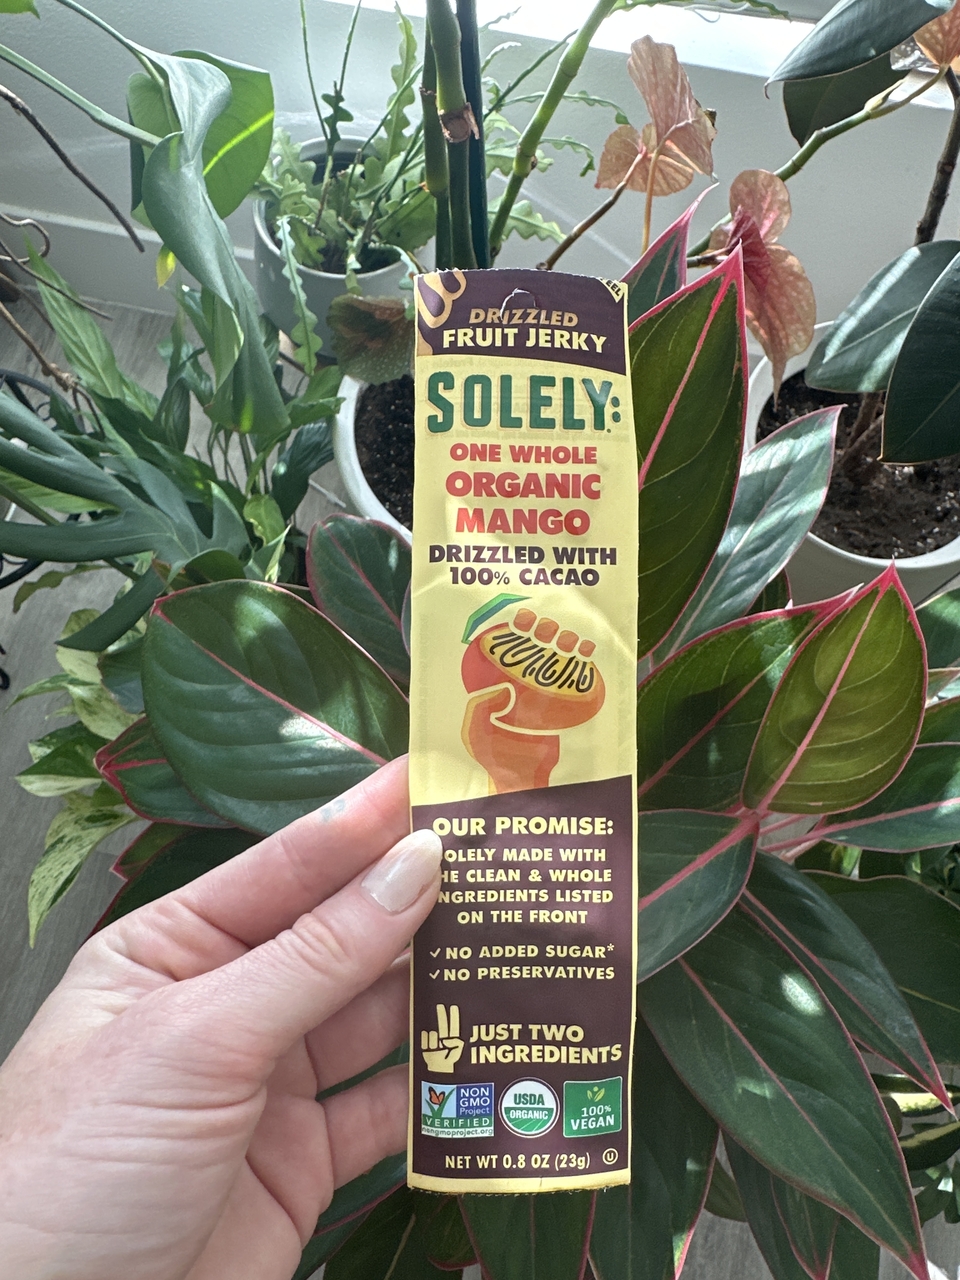 DRIZZLED
FRUIT JERKY
SOLELY:
ONE WHOLE
ORGANIC
MANGO
DRIZZLED WITH
100% CACAO
OUR PROMISE:
OLELY MADE WITH
HE CLEAN & WHOLE
NGREDIENTS LISTED
ON THE FRONT
✓ NO ADDED SUGAR*
✓ NO PRESERVATIVES
JUST TWO
INGREDIENTS
NON
GMO
Project
VERIFIED
nongmoproject.org
USDA
ORGANIC
100%
VEGAN
NET WT 0.8 OZ (23g) U